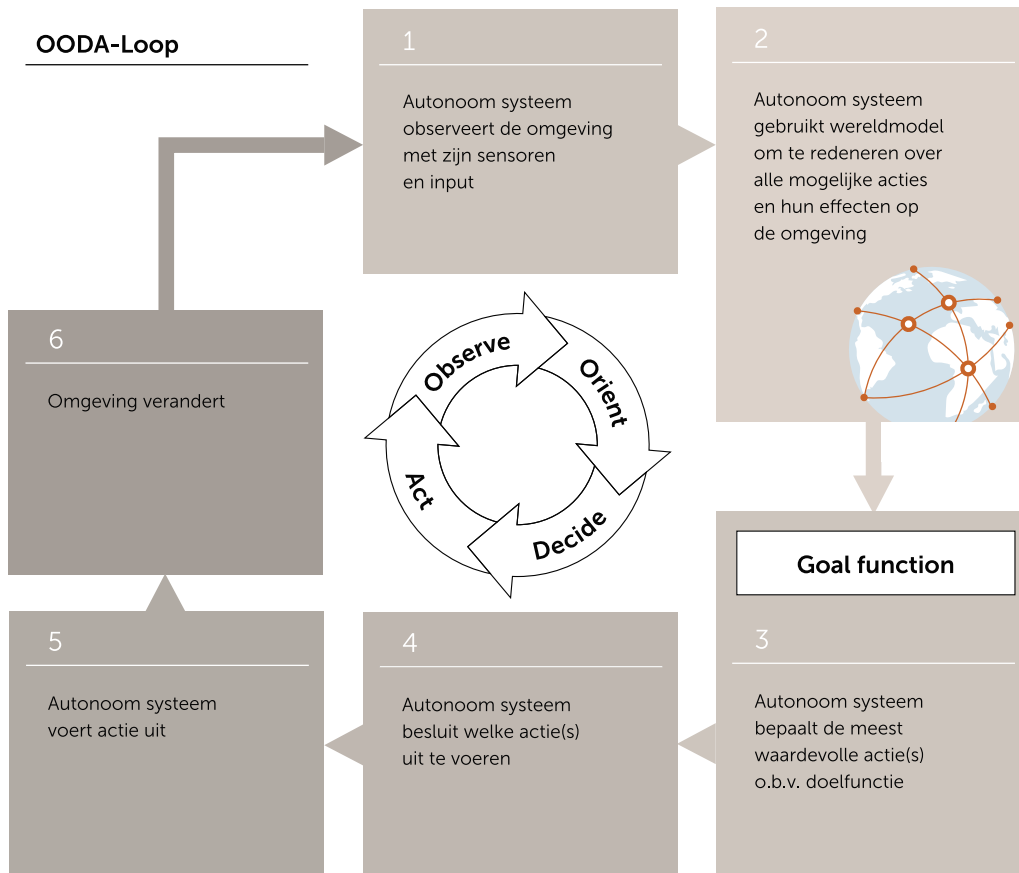 OODA-Loop
1
Autonoom systeem
observeert de omgeving
met zijn sensoren
en input
2
Autonoom systeem
gebruikt wereldmodel
om te redeneren over
alle mogelijke acties
en hun effecten op
de omgeving
Goal function
3
Autonoom systeem
bepaalt de meest
waardevolle actie(s)
o.b.v. doelfunctie
4
Autonoom systeem
besluit welke actie(s)
uit te voeren
5
Autonoom systeem
voert actie uit
6
Omgeving verandert
Observe
Orient
Decide
Act